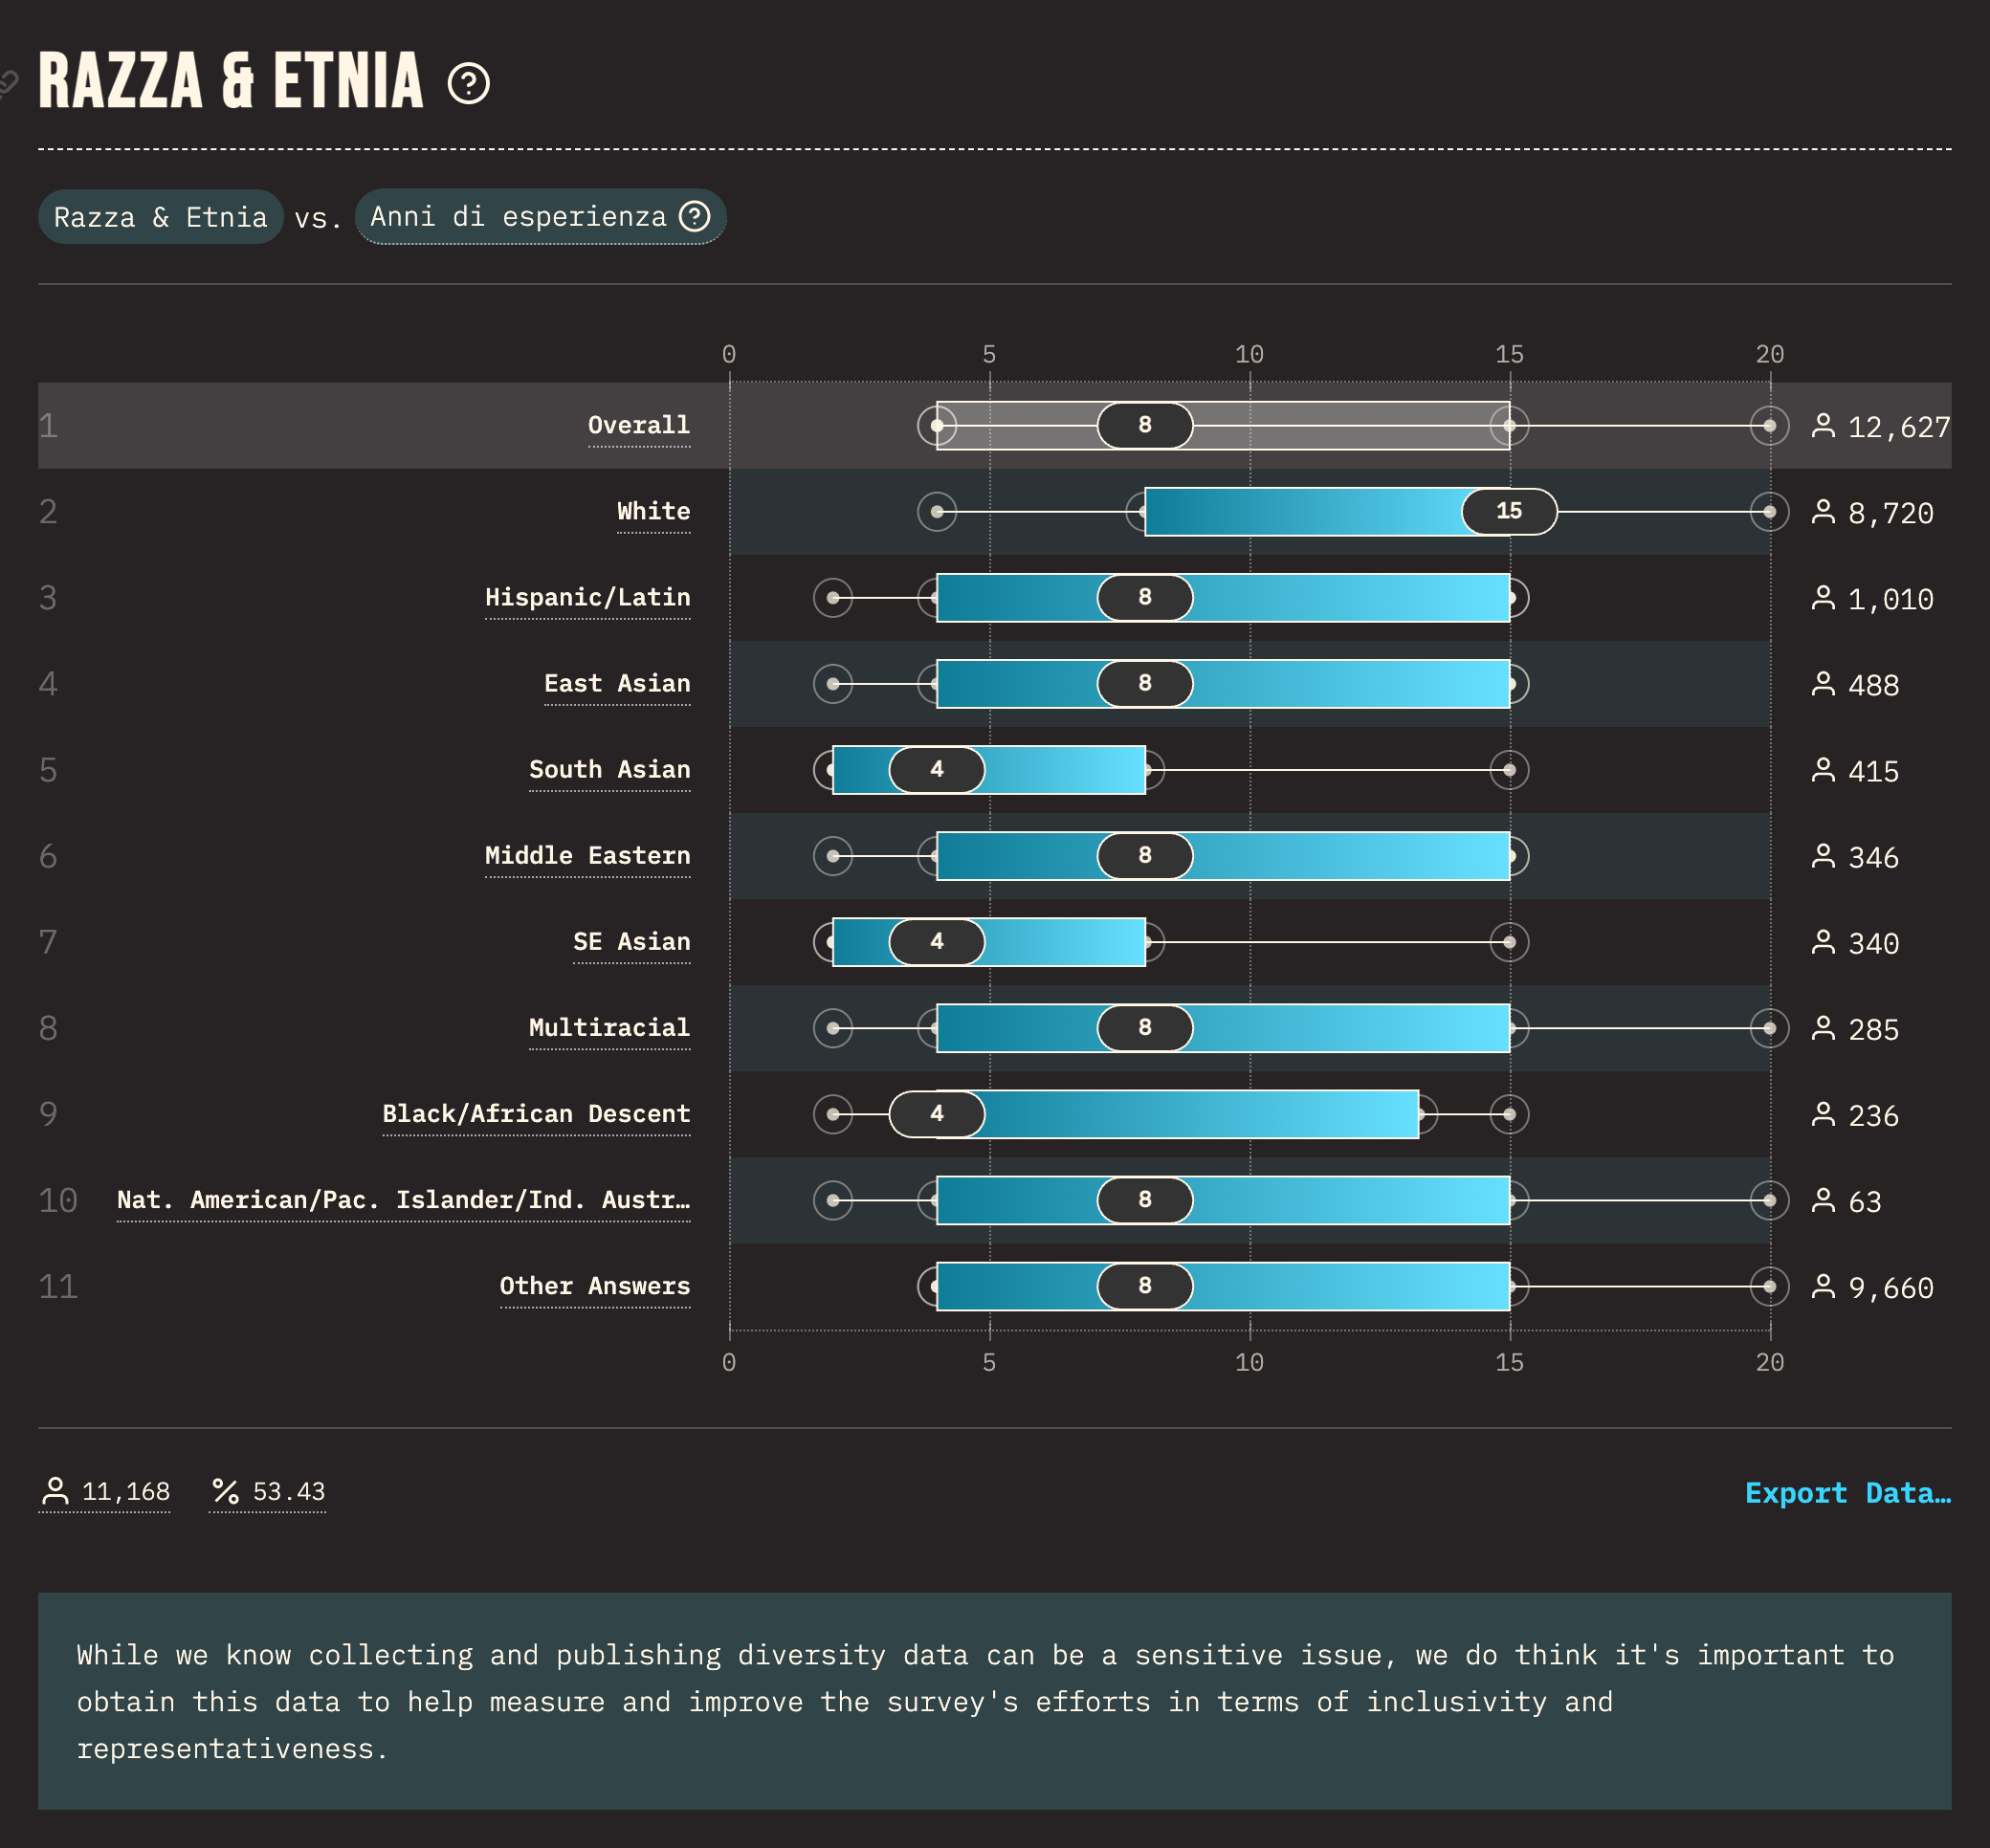 RAZZA & ETNIA
Razza & Etnia vs. Anni di esperienza
0 5 10 15 20
1 Overall 8 12,627
2 White 15 8,720
3 Hispanic/Latin 8 1,010
4 East Asian 8 488
5 South Asian 4 415
6 Middle Eastern 8 346
7 SE Asian 4 340
8 Multiracial 8 285
9 Black/African Descent 4 236
10 Nat. American/Pac. Islander/Ind. Austr… 8 63
11 Other Answers 8 9,660
0 5 10 15 20
11,168 % 53.43 Export Data…
While we know collecting and publishing diversity data can be a sensitive issue, we do think it's important to
obtain this data to help measure and improve the survey's efforts in terms of inclusivity and
representativeness.